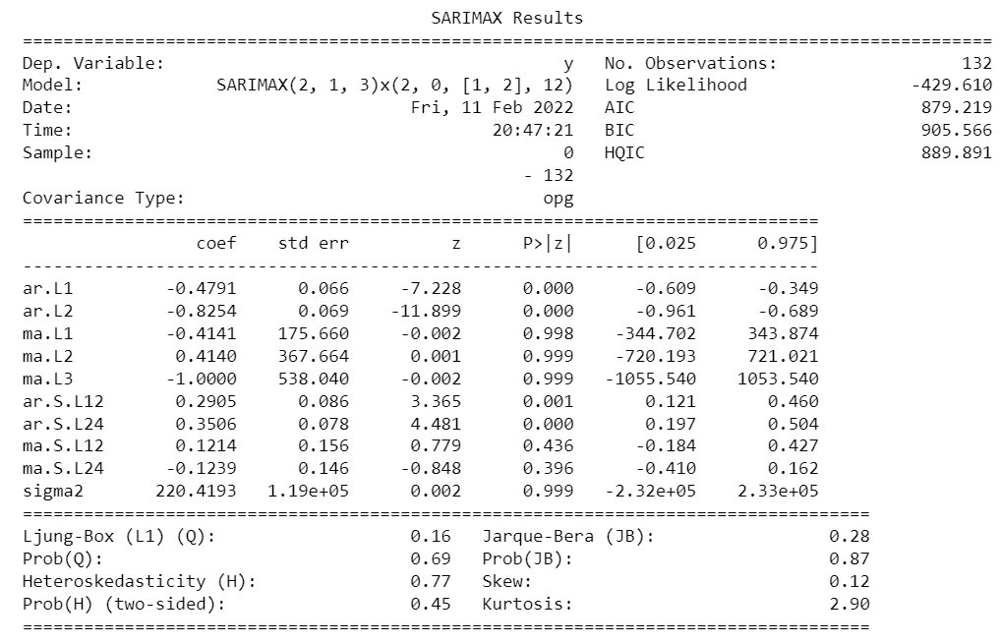 SARIMAX Results
==============================================================================================
Dep. Variable:                                      y   No. Observations:                  132
Model:             SARIMAX(2, 1, 3)x(2, 0, [1, 2], 12)   Log Likelihood                -429.610
Date:                                Fri, 11 Feb 2022   AIC                            879.219
Time:                                        20:47:21   BIC                            905.566
Sample:                                             0   HQIC                           889.891
- 132
Covariance Type:                                  opg
==============================================================================
coef    std err          z      P>|z|      [0.025      0.975]
------------------------------------------------------------------------------
ar.L1         -0.4791      0.066     -7.228      0.000      -0.609      -0.349
ar.L2         -0.8254      0.069    -11.899      0.000      -0.961      -0.689
ma.L1         -0.4141    175.660     -0.002      0.998    -344.702     343.874
ma.L2          0.4140    367.664      0.001      0.999    -720.193     721.021
ma.L3         -1.0000    538.040     -0.002      0.999   -1055.540    1053.540
ar.S.L12       0.2905      0.086      3.365      0.001       0.121       0.460
ar.S.L24       0.3506      0.078      4.481      0.000       0.197       0.504
ma.S.L12       0.1214      0.156      0.779      0.436      -0.184       0.427
ma.S.L24      -0.1239      0.146     -0.848      0.396      -0.410       0.162
sigma2       220.4193   1.19e+05      0.002      0.999   -2.32e+05    2.33e+05
===================================================================================
Ljung-Box (L1) (Q):                   0.16   Jarque-Bera (JB):                 0.28
Prob(Q):                              0.69   Prob(JB):                         0.87
Heteroskedasticity (H):               0.77   Skew:                             0.12
Prob(H) (two-sided):                  0.45   Kurtosis:                         2.90
===================================================================================